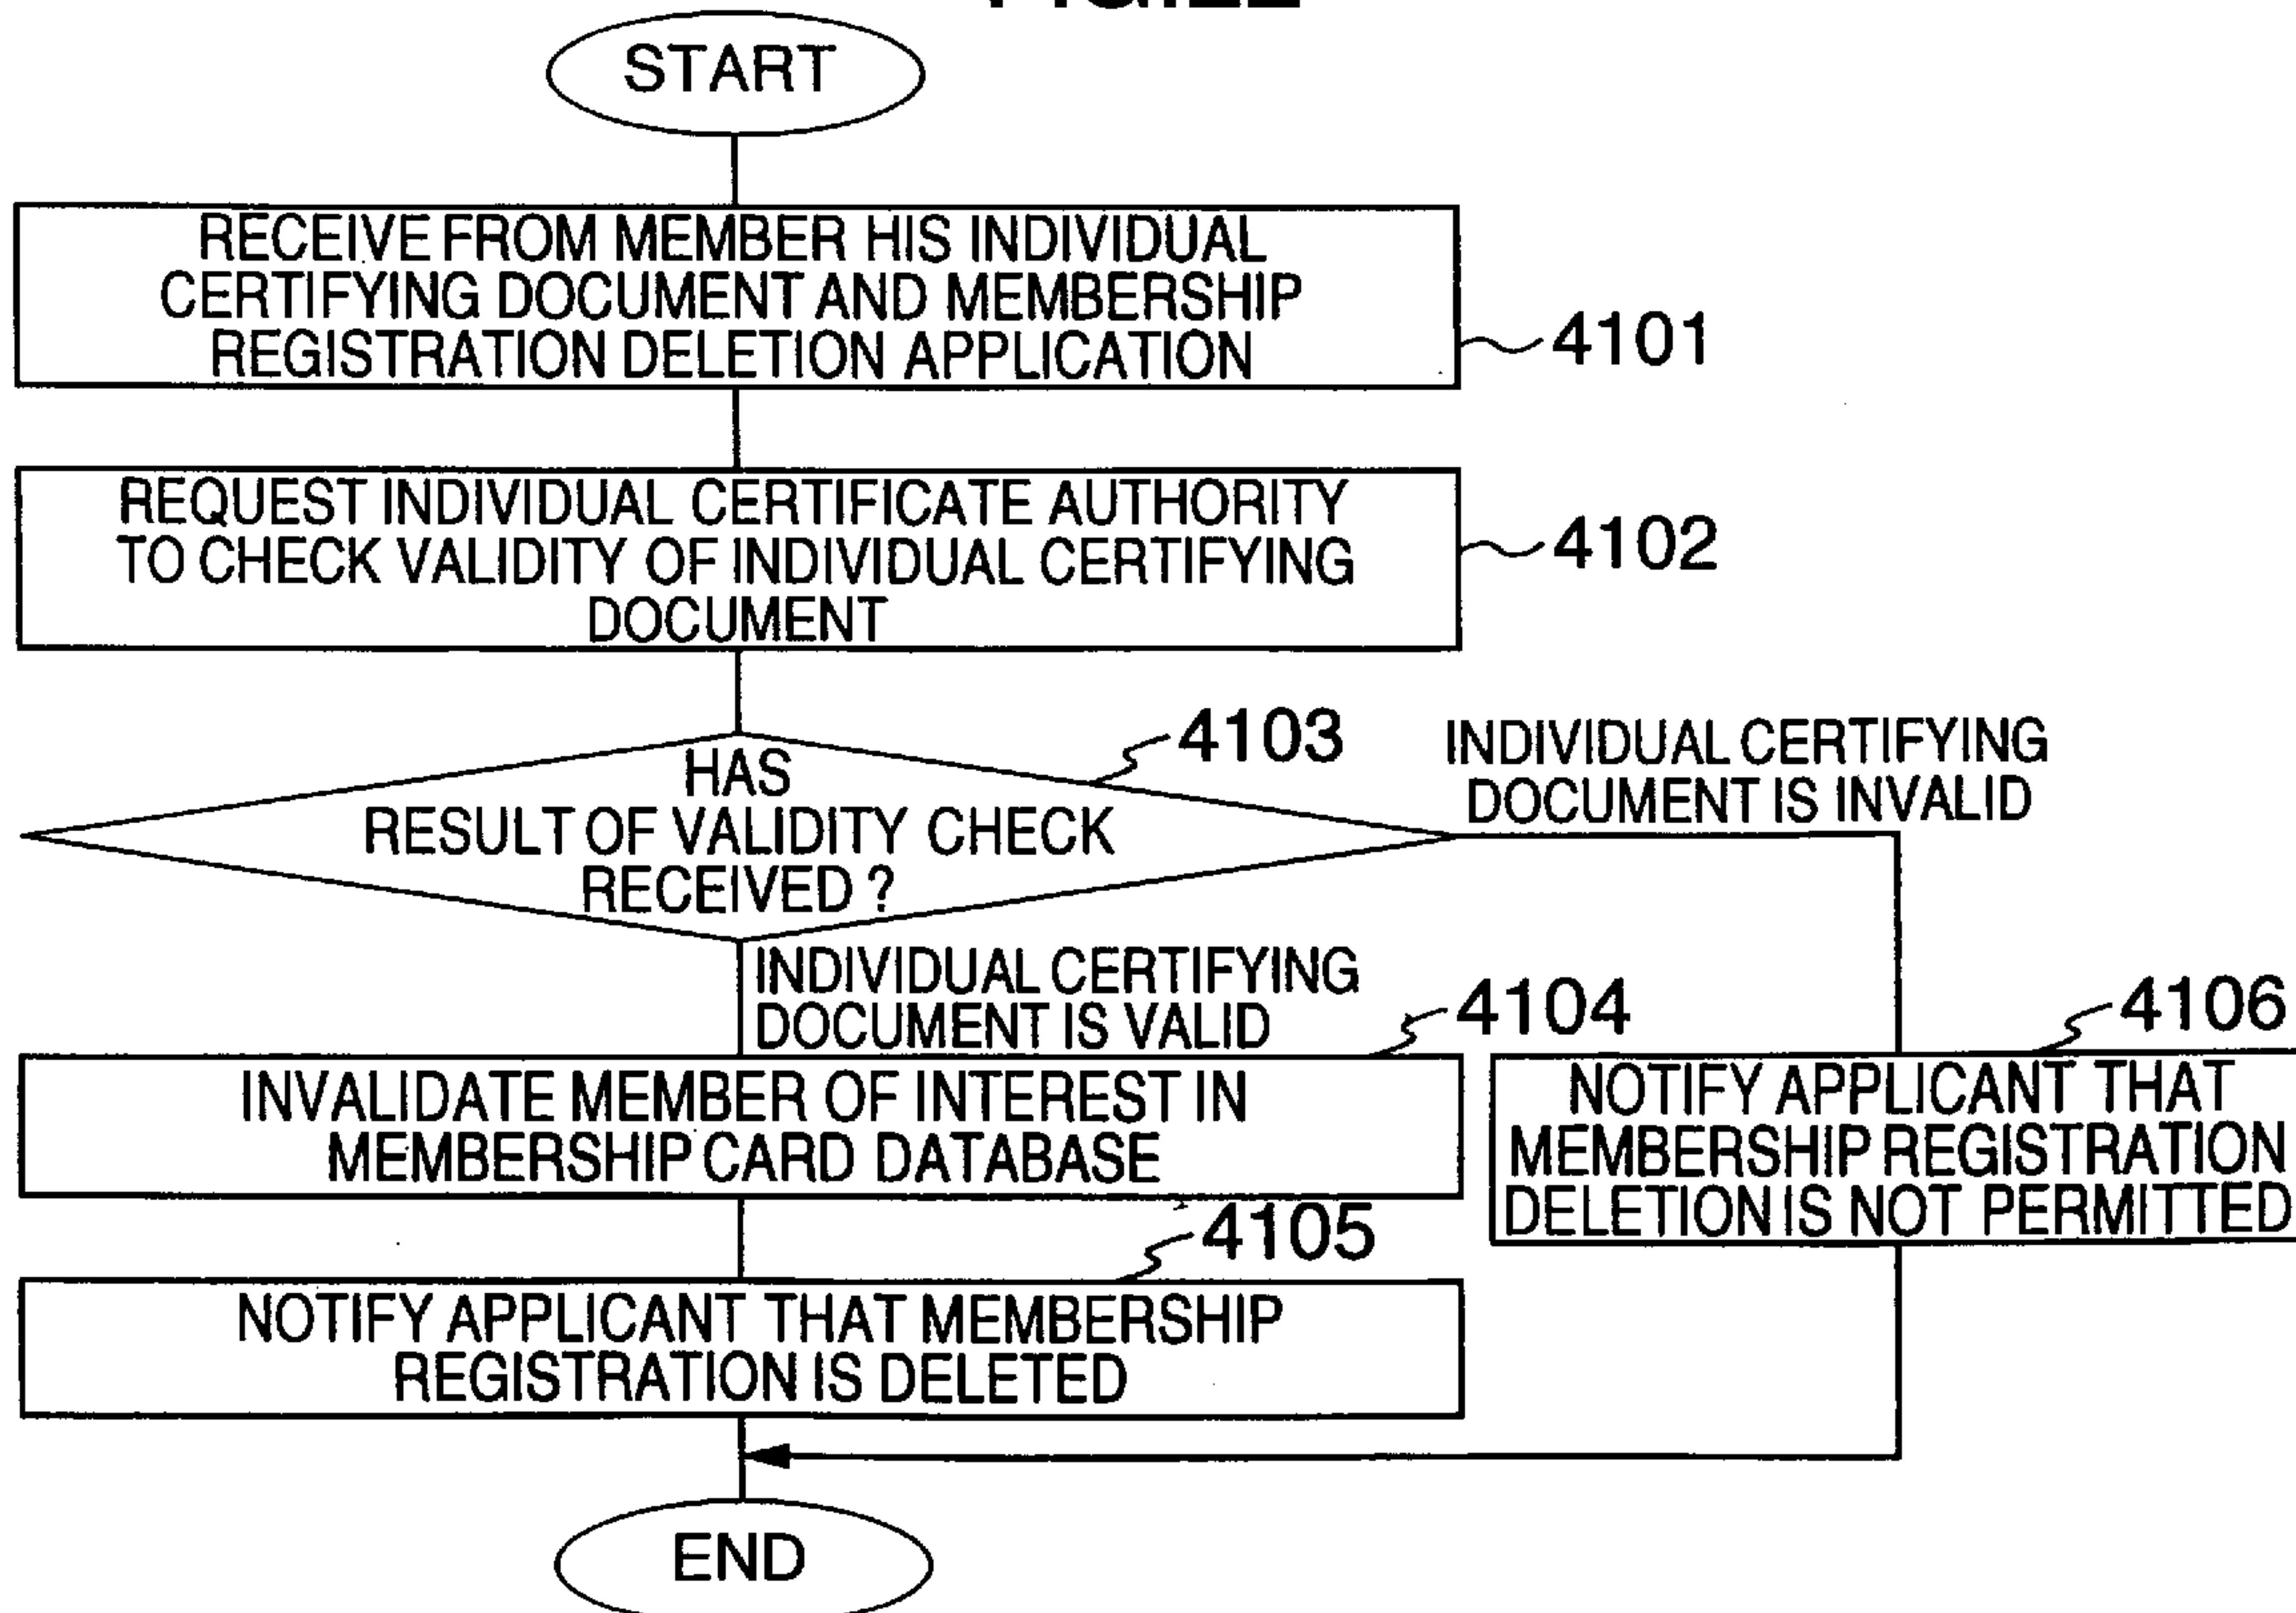 START
RECEIVE FROM MEMBER HIS INDIVIDUAL
CERTIFYING DOCUMENT AND MEMBERSHIP
REGISTRATION DELETION APPLICATION
4101
REQUEST INDIVIDUAL CERTIFICATE AUTHORITY
TO CHECK VALIDITY OF INDIVIDUAL CERTIFYING
DOCUMENT
4102
HAS
RESULT OF VALIDITY CHECK
RECEIVED ?
4103
INDIVIDUAL CERTIFYING
DOCUMENT IS INVALID
INDIVIDUAL CERTIFYING
DOCUMENT IS VALID
4104
INVALIDATE MEMBER OF INTEREST IN
MEMBERSHIP CARD DATABASE
4106
NOTIFY APPLICANT THAT
MEMBERSHIP REGISTRATION
DELETION IS NOT PERMITTED
4105
NOTIFY APPLICANT THAT MEMBERSHIP
REGISTRATION IS DELETED
END